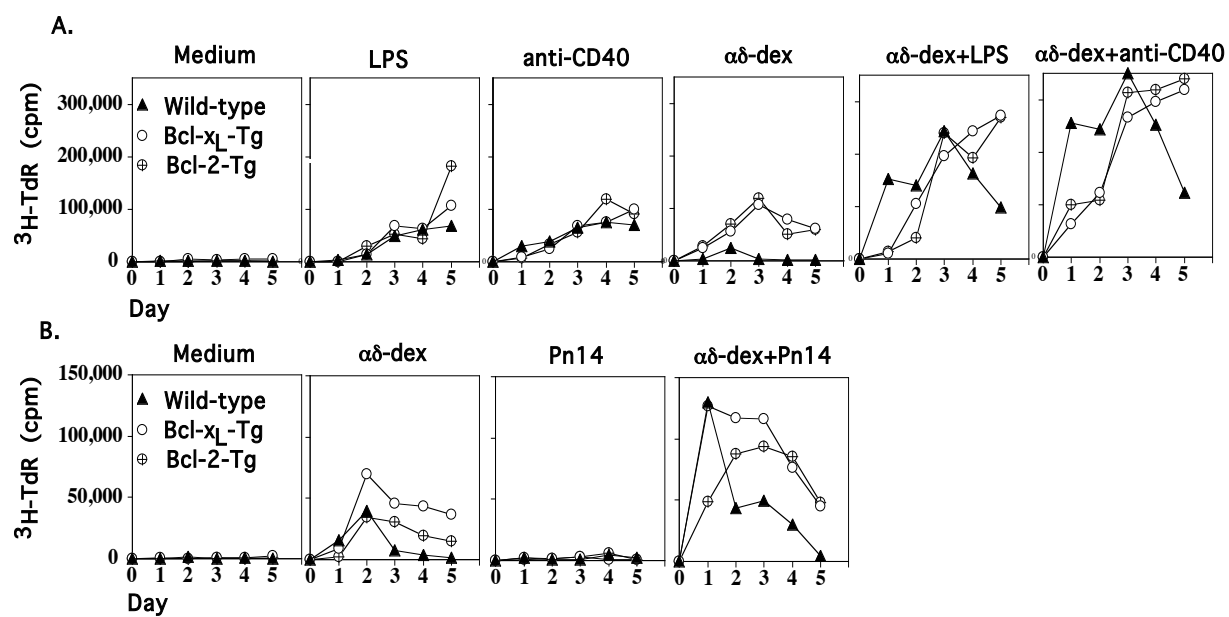 A.
Medium LPS anti-CD40 αδ-dex αδ-dex+LPS αδ-dex+anti-CD40
³H-TdR (cpm)
300,000
200,000
100,000
0
Wild-type
Bcl-xL-Tg
Bcl-2-Tg
0 0 0 0 0
0 1 2 3 4 5 0 1 2 3 4 5 0 1 2 3 4 5 0 1 2 3 4 5 0 1 2 3 4 5 0 1 2 3 4 5
Day
B.
Medium αδ-dex Pn14 αδ-dex+Pn14
³H-TdR (cpm)
150,000
100,000
50,000
0
Wild-type
Bcl-xL-Tg
Bcl-2-Tg
0 1 2 3 4 5 0 1 2 3 4 5 0 1 2 3 4 5 0 1 2 3 4 5
Day